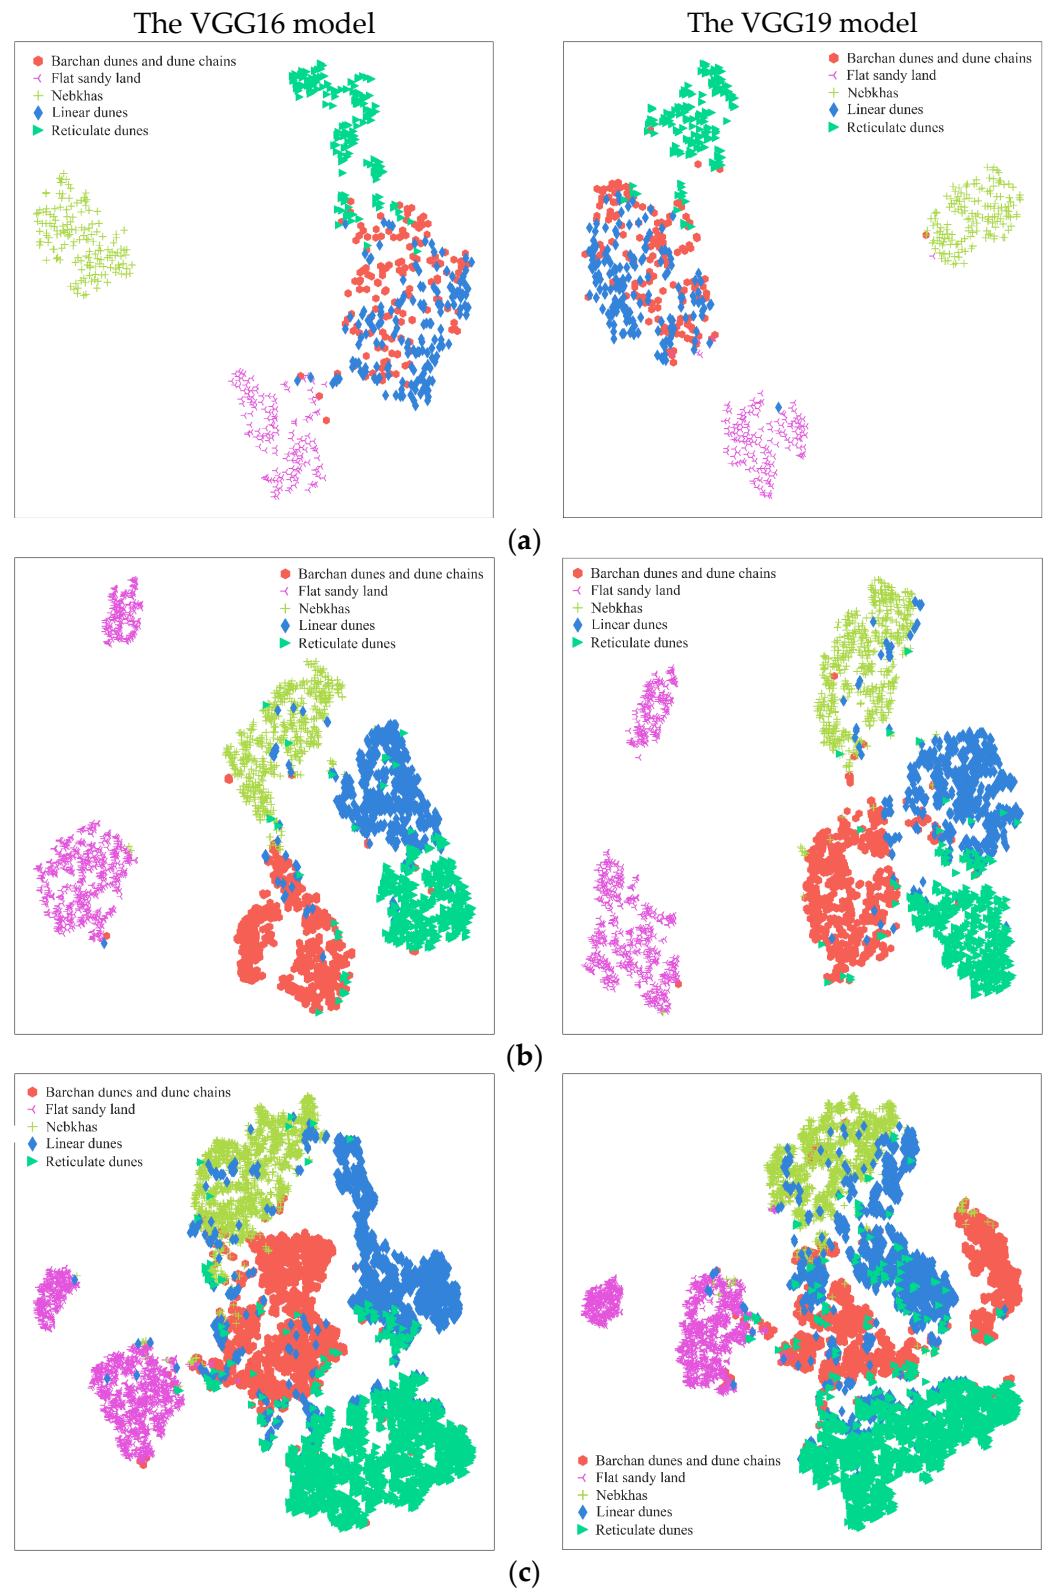 The VGG16 model
The VGG19 model
Barchan dunes and dune chains
Flat sandy land
Nebkhas
Linear dunes
Reticulate dunes
Barchan dunes and dune chains
Flat sandy land
Nebkhas
Linear dunes
Reticulate dunes
(a)
Barchan dunes and dune chains
Flat sandy land
Nebkhas
Linear dunes
Reticulate dunes
Barchan dunes and dune chains
Flat sandy land
Nebkhas
Linear dunes
Reticulate dunes
(b)
Barchan dunes and dune chains
Flat sandy land
Nebkhas
Linear dunes
Reticulate dunes
Barchan dunes and dune chains
Flat sandy land
Nebkhas
Linear dunes
Reticulate dunes
(c)